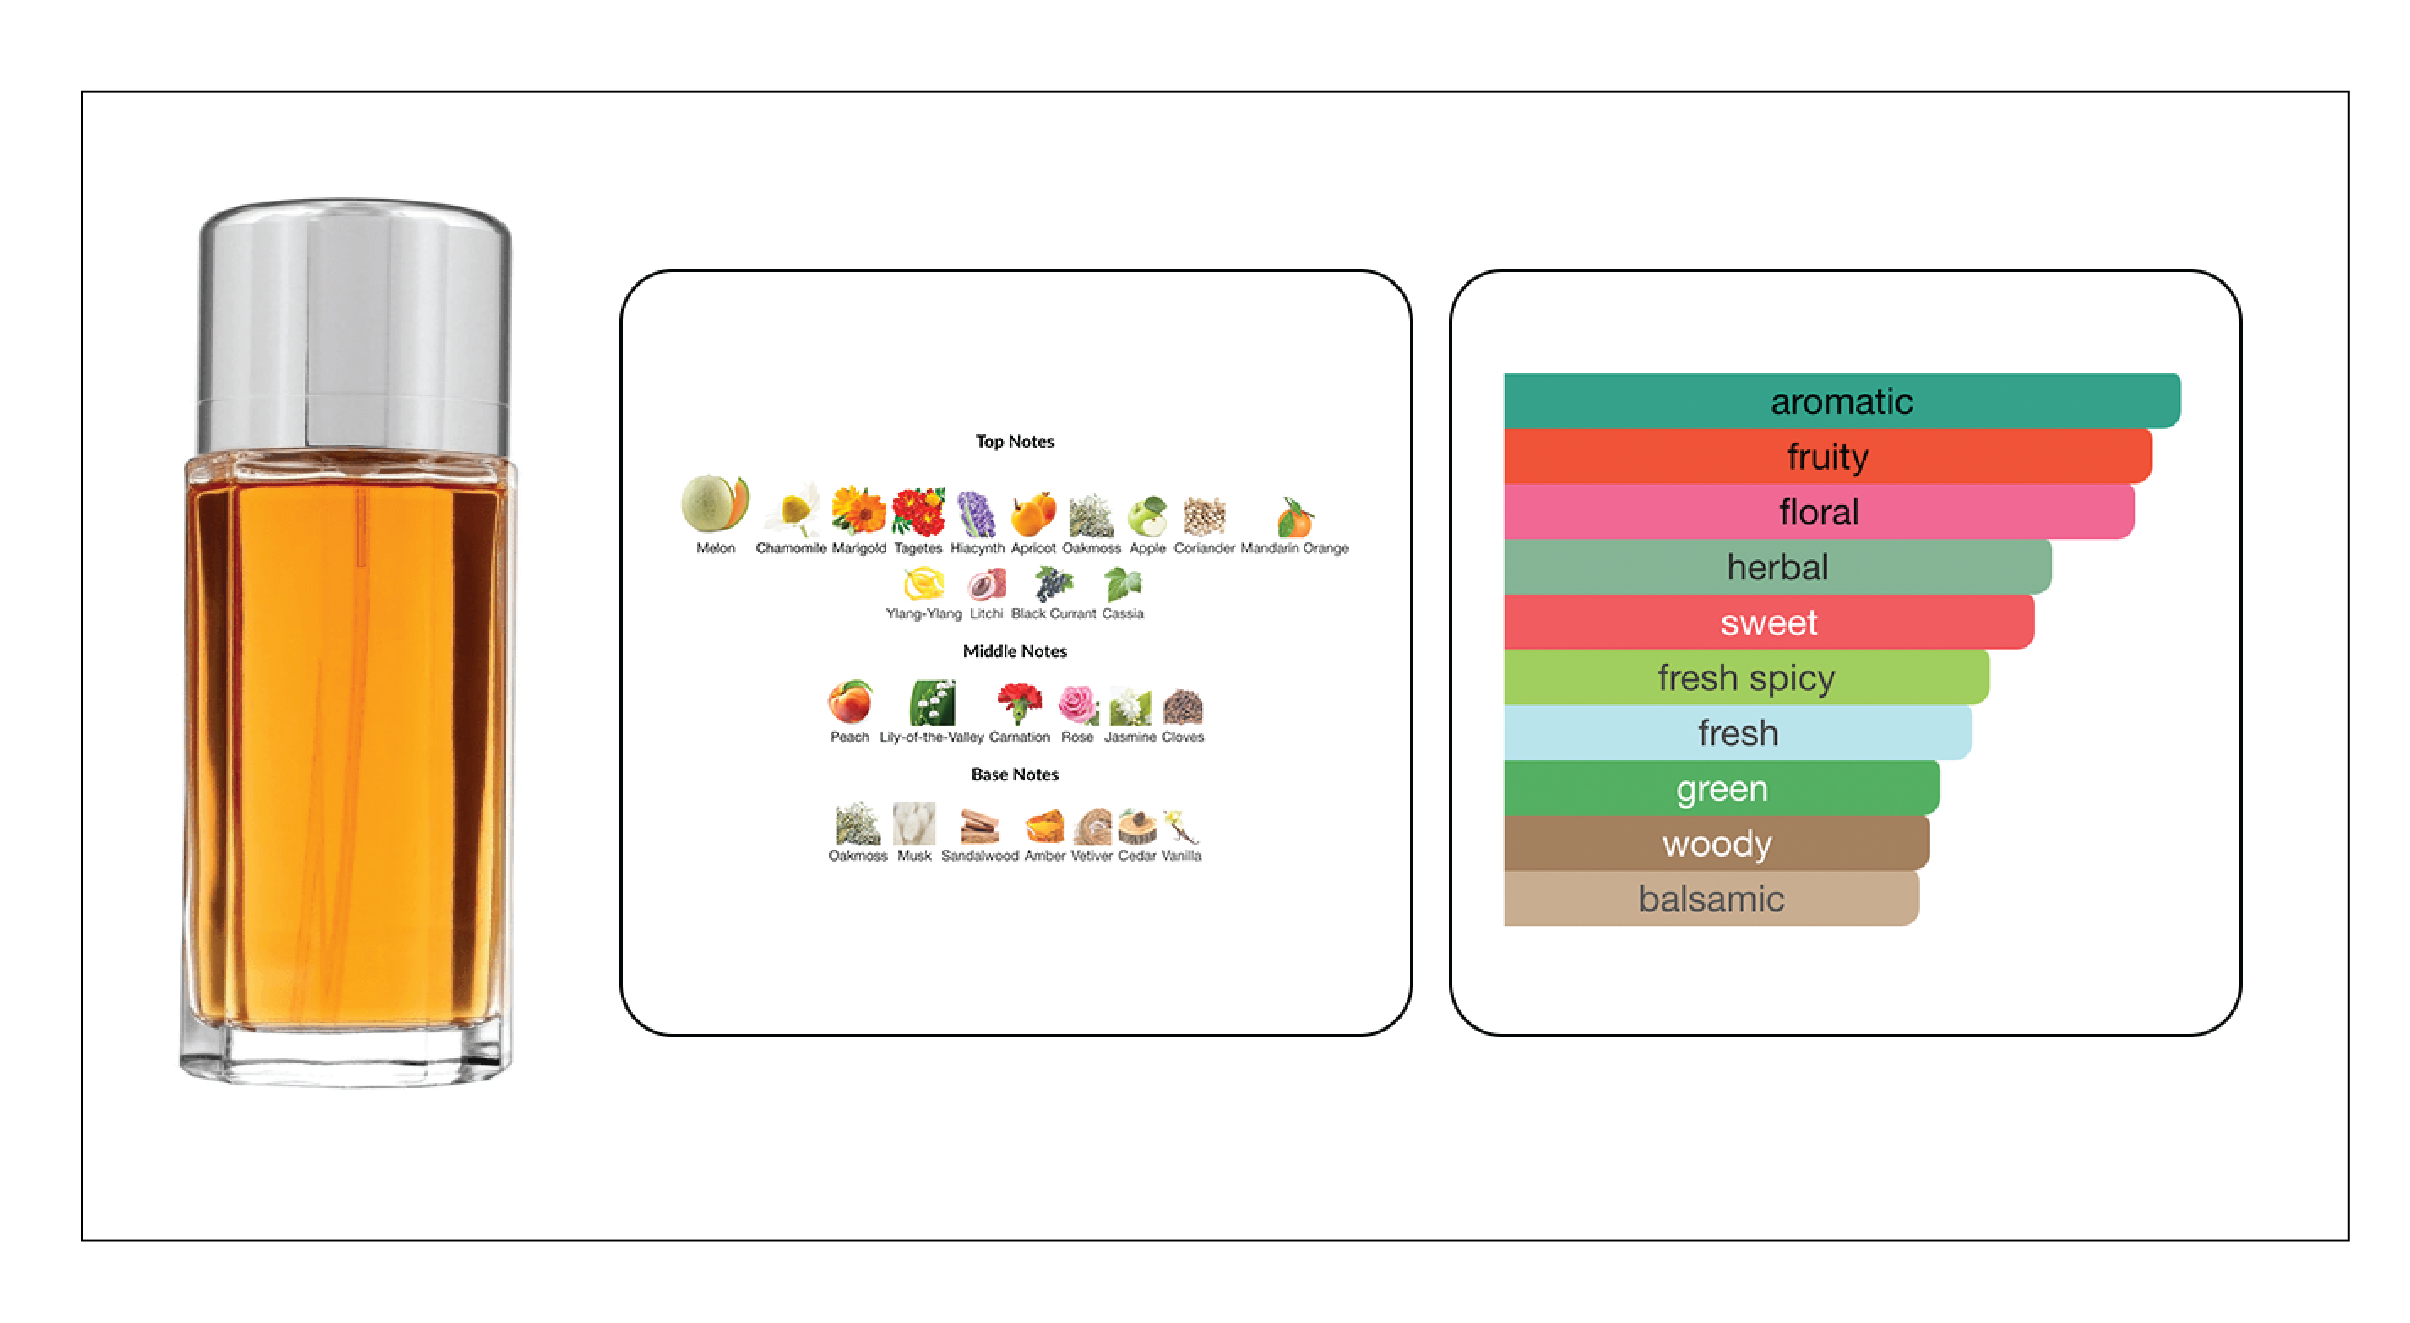 Top Notes
Melon Chamomile Marigold Tagetes Hiacynth Apricot Oakmoss Apple Coriander Mandarin Orange
Ylang-Ylang Litchi Black Currant Cassia
Middle Notes
Peach Lily-of-the-Valley Carnation Rose Jasmine Cloves
Base Notes
Oakmoss Musk Sandalwood Amber Vetiver Cedar Vanilla
aromatic
fruity
floral
herbal
sweet
fresh spicy
fresh
green
woody
balsamic